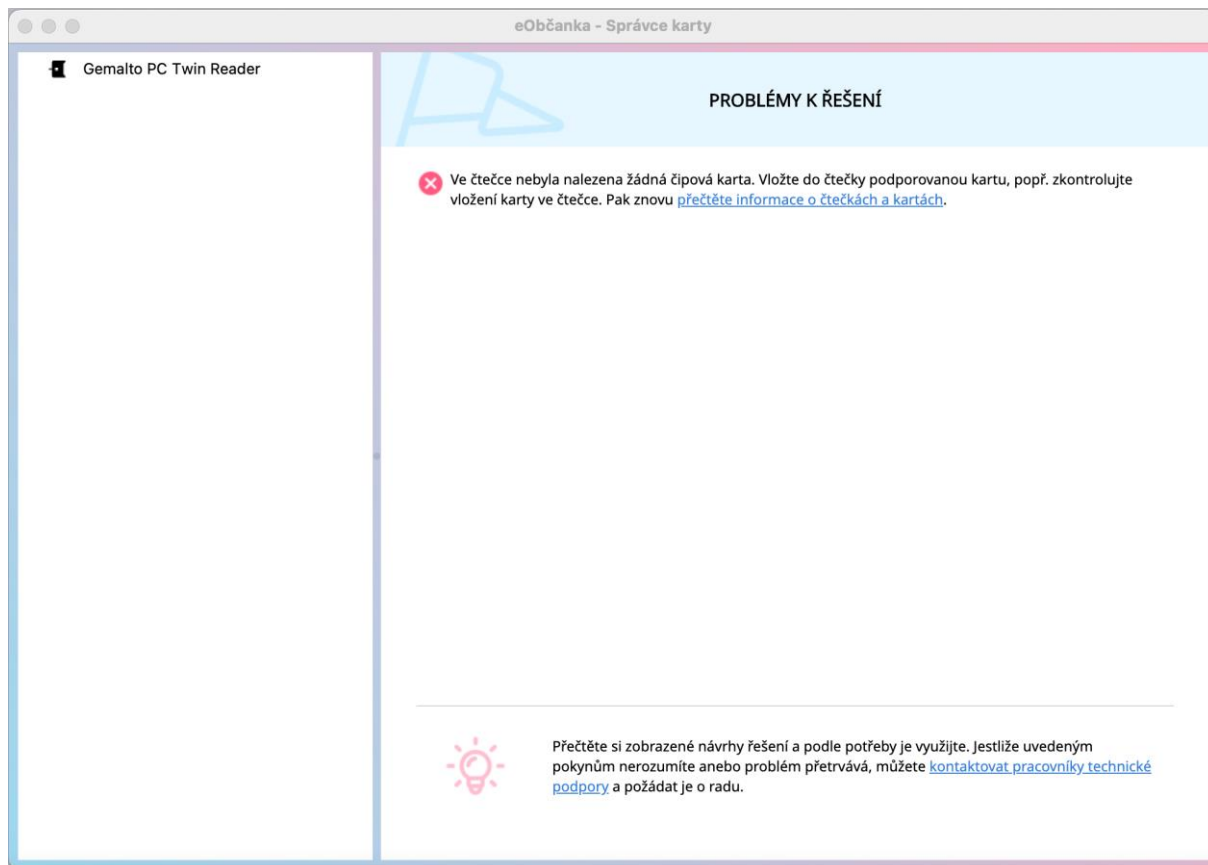 eObčanka - Správce karty
Gemalto PC Twin Reader
PROBLÉMY K ŘEŠENÍ
Ve čtečce nebyla nalezena žádná čipová karta. Vložte do čtečky podporovanou kartu, popř. zkontrolujte
vložení karty ve čtečce. Pak znovu přečtěte informace o čtečkách a kartách.
Přečtěte si zobrazené návrhy řešení a podle potřeby je využijte. Jestliže uvedeným
pokynům nerozumíte anebo problém přetrvává, můžete kontaktovat pracovníky technické
podpory a požádat je o radu.